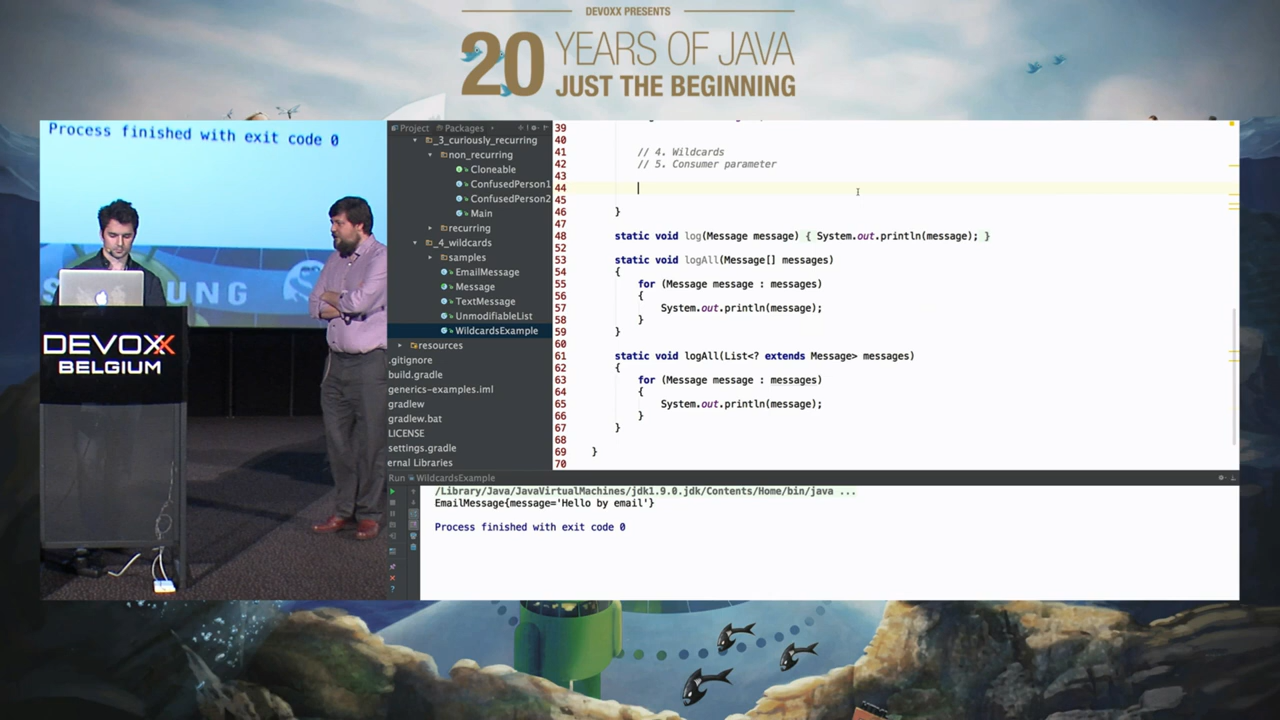 DEVOXX PRESENTS
20 YEARS OF JAVA
JUST THE BEGINNING
Process finished with exit code 0
UNG
DEVOXX
BELGIUM
Project Packages
_3_curiously_recurring
non_recurring
Cloneable
ConfusedPerson1
ConfusedPerson2
Main
recurring
_4_wildcards
samples
EmailMessage
Message
TextMessage
UnmodifiableList
WildcardsExample
resources
.gitignore
build.gradle
generics-examples.iml
gradlew
gradlew.bat
LICENSE
settings.gradle
ernal Libraries
39
40
41 // 4. Wildcards
42 // 5. Consumer parameter
43
44
45
46 }
47
48 static void log(Message message) { System.out.println(message); }
52
53 static void logAll(Message[] messages)
54 {
55 for (Message message : messages)
56 {
57 System.out.println(message);
58 }
59 }
60
61 static void logAll(List<? extends Message> messages)
62 {
63 for (Message message : messages)
64 {
65 System.out.println(message);
66 }
67 }
68
69 }
70
Run WildcardsExample
/Library/Java/JavaVirtualMachines/jdk1.9.0.jdk/Contents/Home/bin/java ...
EmailMessage{message='Hello by email'}
Process finished with exit code 0